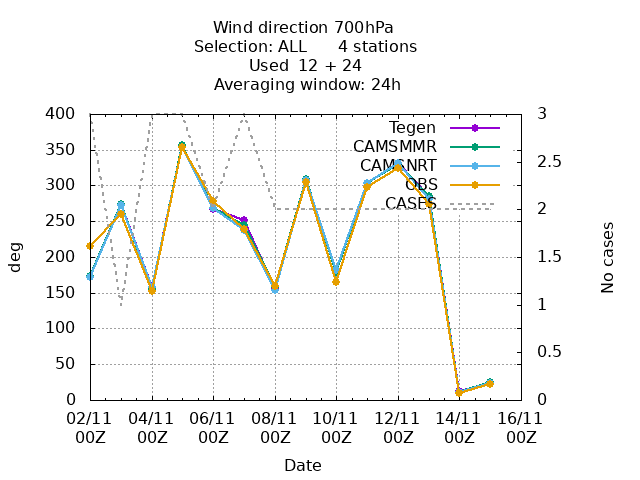 Wind direction 700hPa
Selection: ALL 4 stations
Used 12 + 24
Averaging window: 24h
400
350
300
250
200
150
100
50
0
deg
3
2.5
2
1.5
1
0.5
0
No cases
Tegen
CAMSMMR
CAMANRT
OBS
CASES
02/11 04/11 06/11 08/11 10/11 12/11 14/11 16/11
00Z 00Z 00Z 00Z 00Z 00Z 00Z 00Z
Date